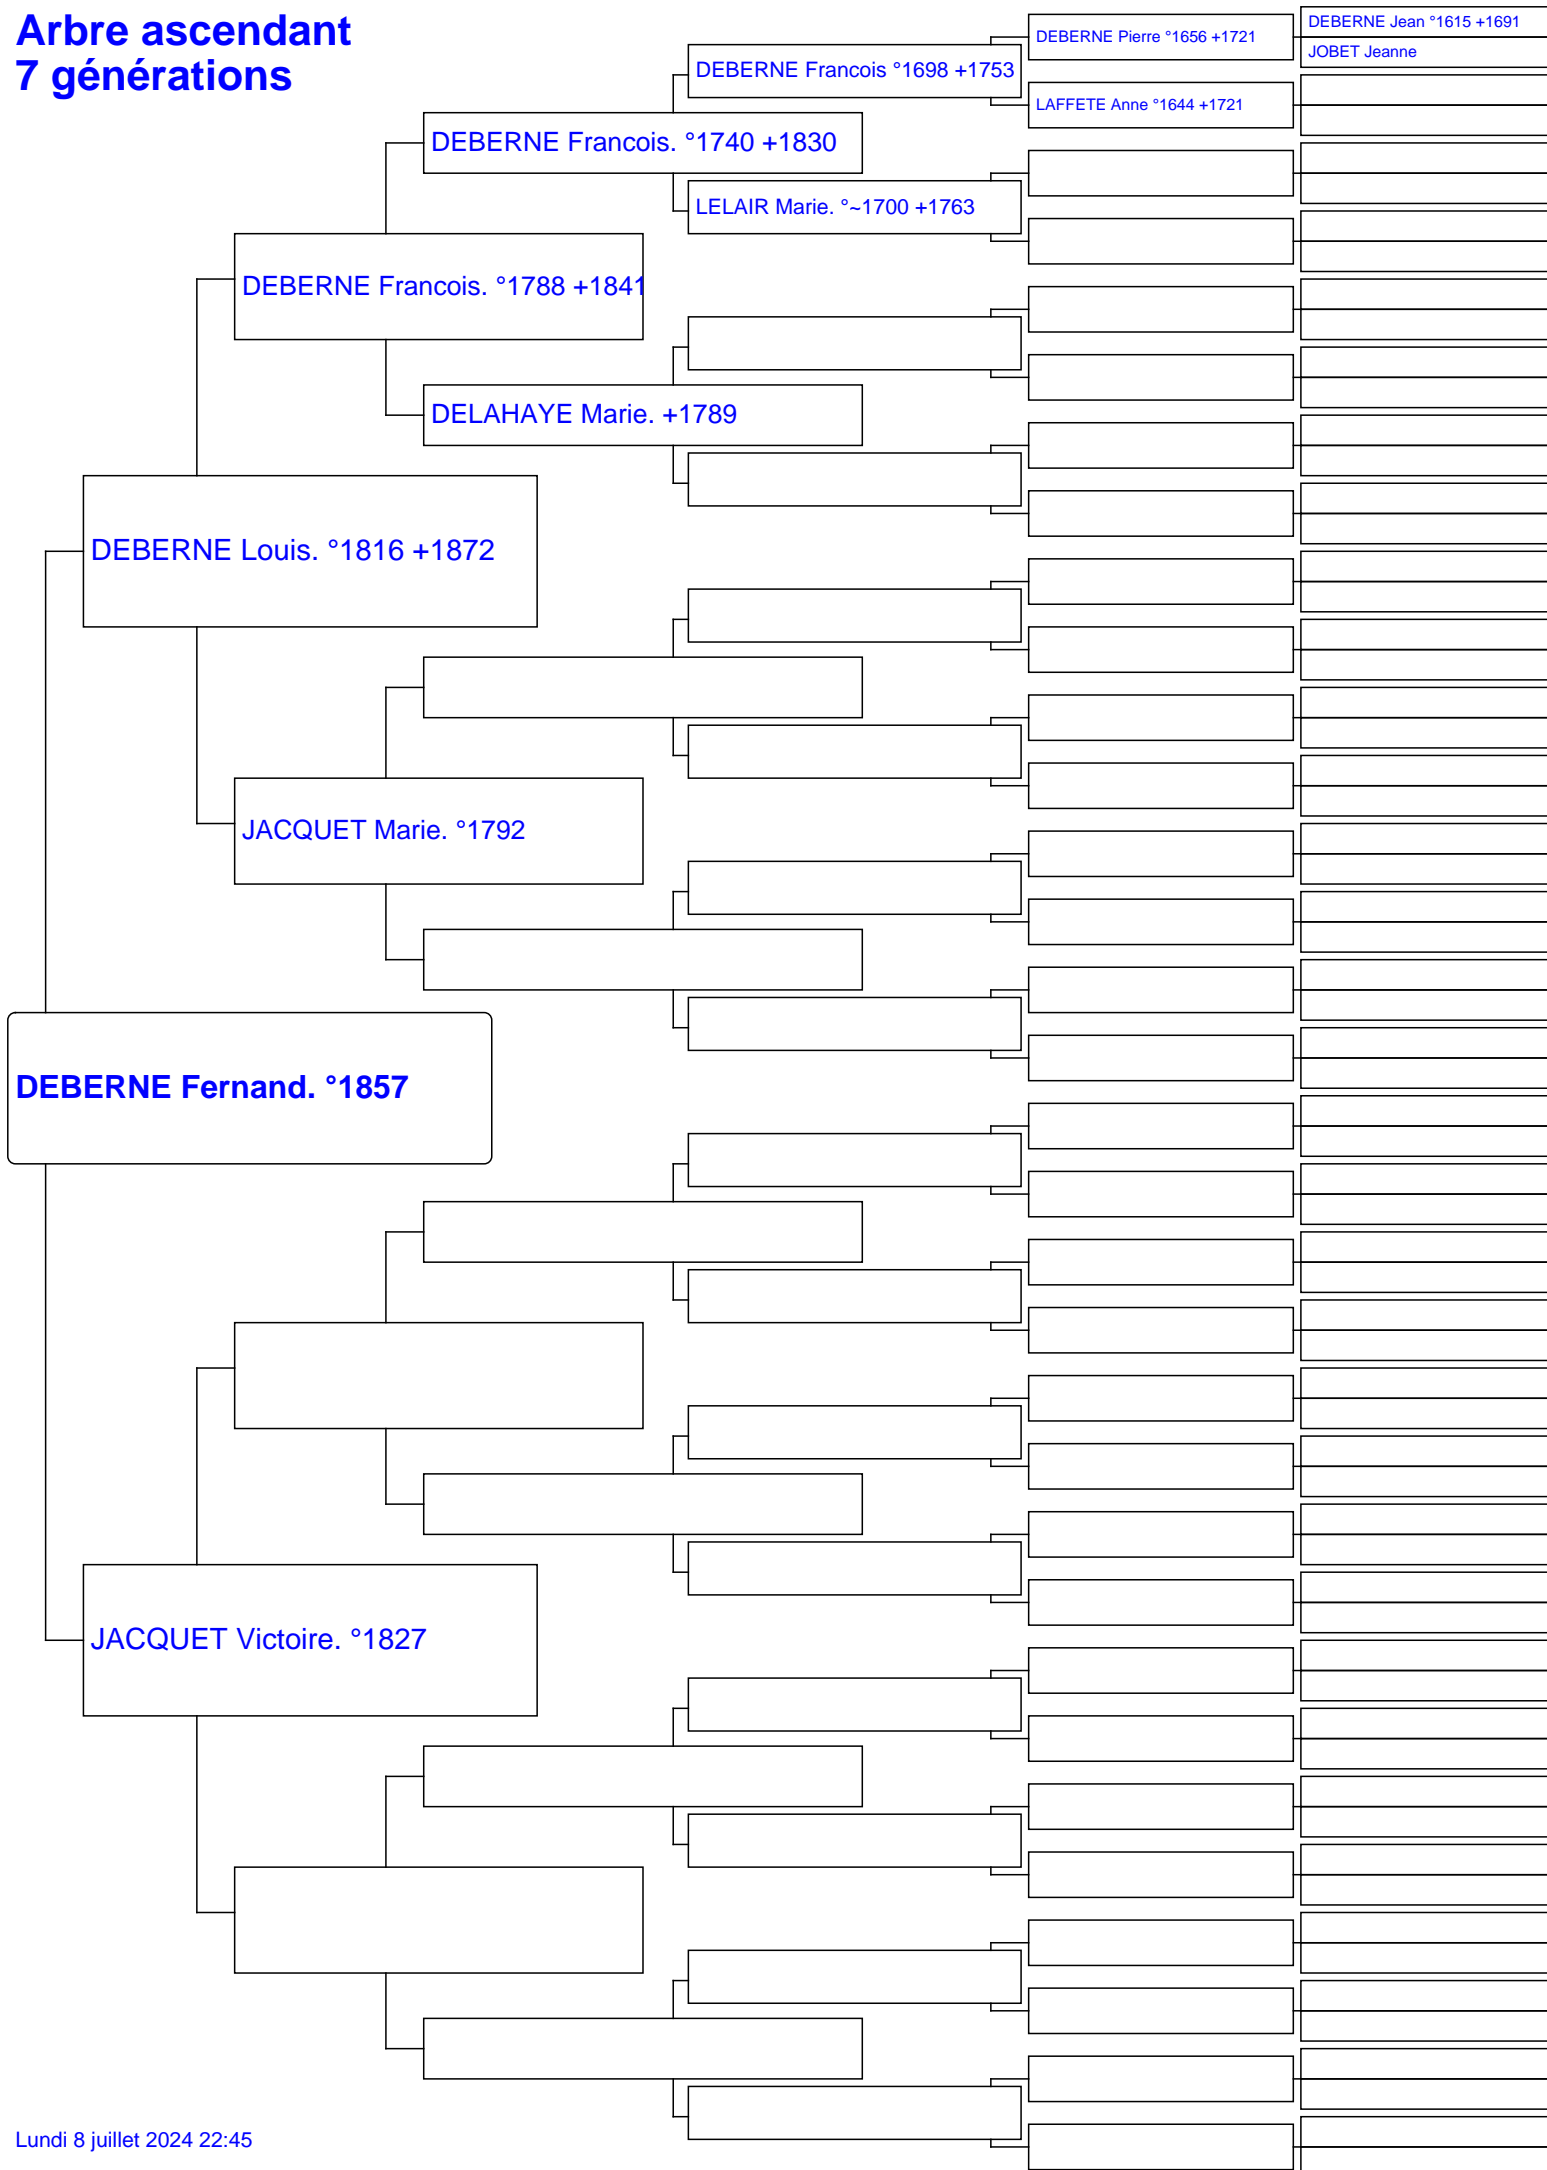 Arbre ascendant
7 générations
DEBERNE Jean °1615 +1691
DEBERNE Pierre °1656 +1721
JOBET Jeanne
DEBERNE Francois °1698 +1753
LAFFETE Anne °1644 +1721
DEBERNE Francois. °1740 +1830
LELAIR Marie. °~1700 +1763
DEBERNE Francois. °1788 +1841
DELAHAYE Marie. +1789
DEBERNE Louis. °1816 +1872
JACQUET Marie. °1792
DEBERNE Fernand. °1857
JACQUET Victoire. °1827
Lundi 8 juillet 2024 22:45